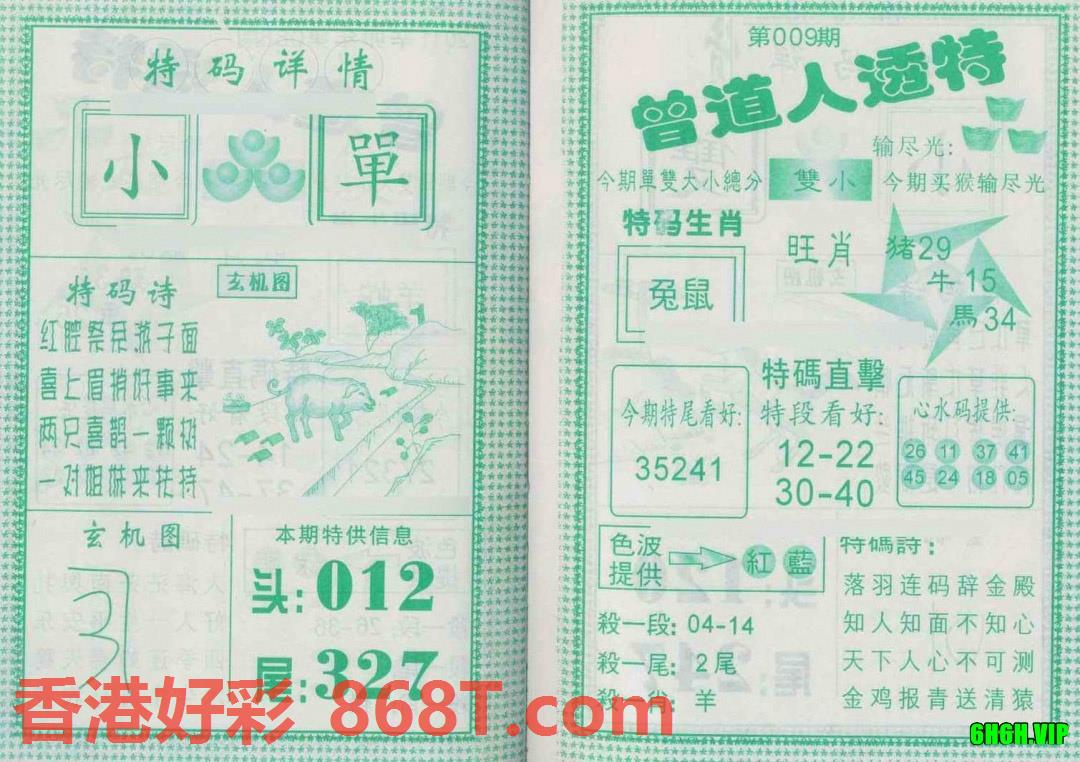 特码详情
小 單
特码诗
玄机图
红腔祭臣游子面
喜上眉梢好事来
两只喜鹊一颗树
一对姐妹来扶持
玄机图
3
本期特供信息
头:012
尾:327
香港好彩 868T.com
第009期
曾道人透特
输尽光:
今期單雙大小總分
雙小
今期买猴输尽光
特码生肖
兔鼠
旺肖
猪29
牛15
馬34
今期特尾看好:
35241
特碼直擊
特段看好:
12-22
30-40
心水码提供:
26 11 37 41
45 24 18 05
色波
提供
紅 藍
殺一段: 04-14
殺一尾: 2尾
殺一肖: 羊
特碼詩:
落羽连码辞金殿
知人知面不知心
天下人心不可测
金鸡报青送清猿
6H6H.VIP